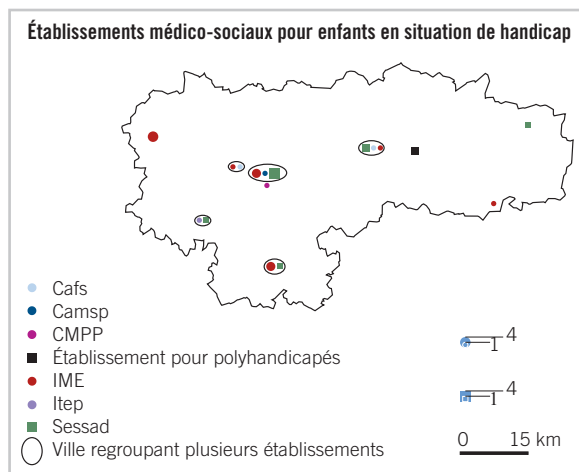 Établissements médico-sociaux pour enfants en situation de handicap
Cafs
Camsp
CMPP
Établissement pour polyhandicapés
IME
Itep
Sessad
Ville regroupant plusieurs établissements
4
1
4
1
0 15 km